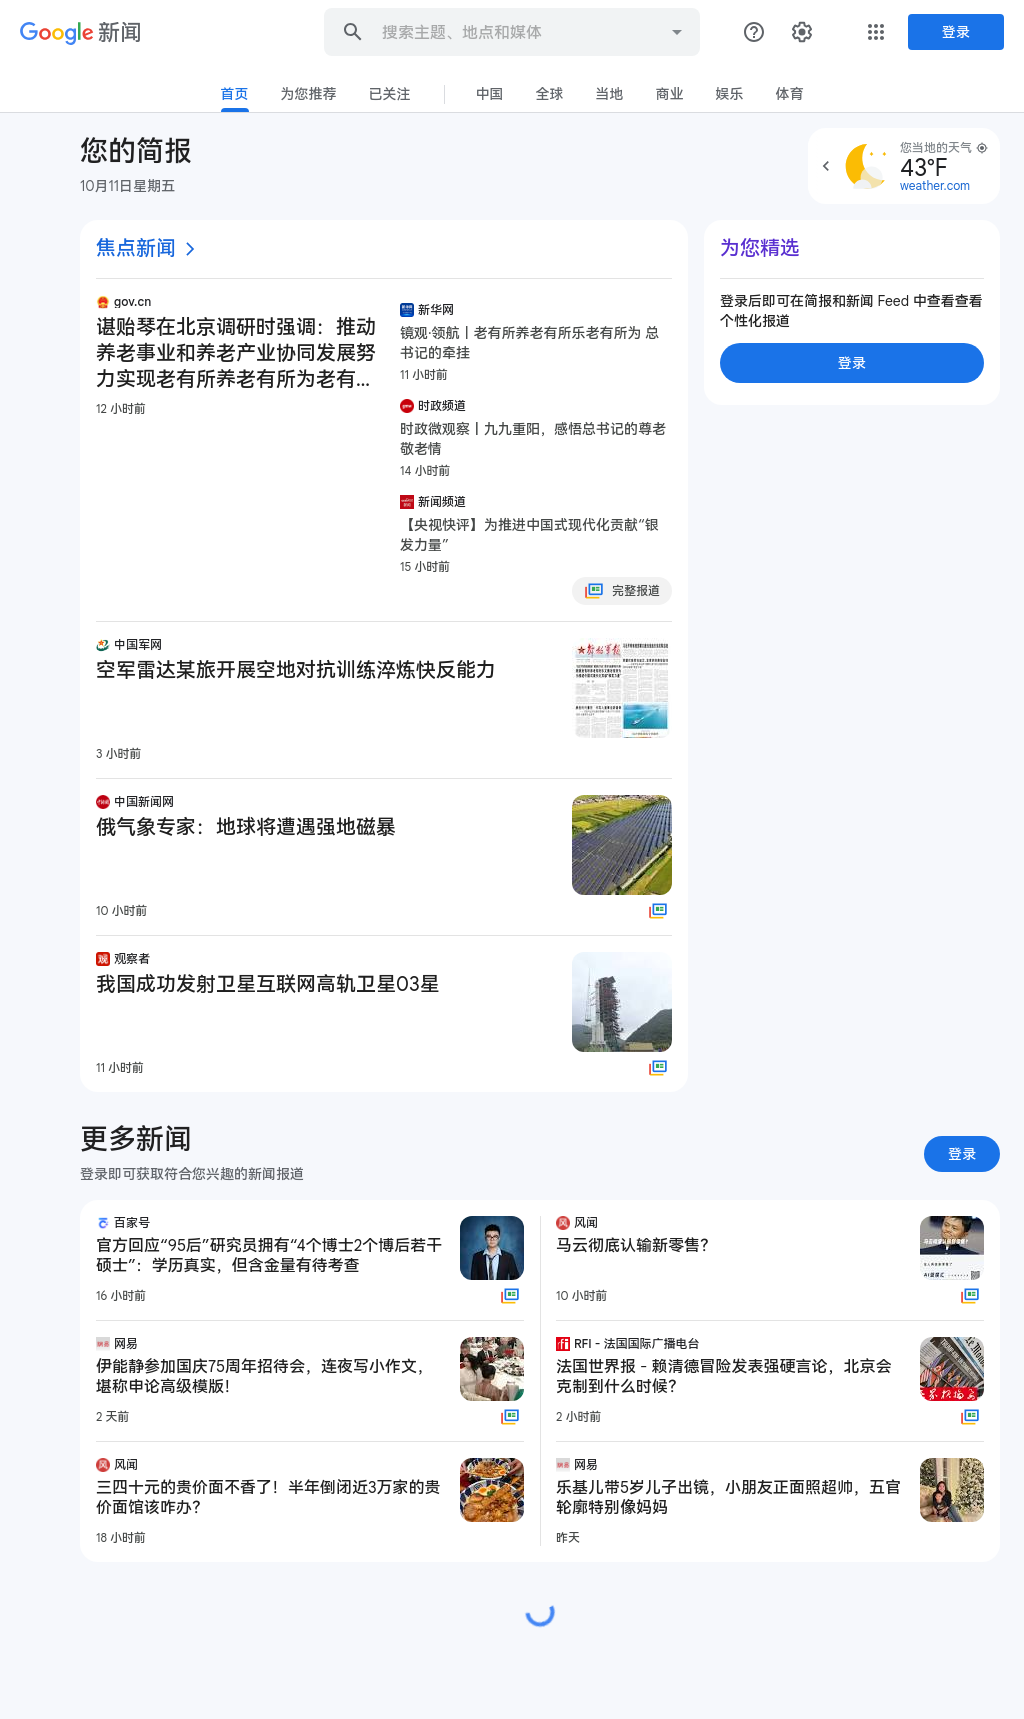 Google 新闻
搜索主题、地点和媒体
登录
首页 为您推荐 已关注 中国 全球 当地 商业 娱乐 体育
您的简报
10月11日星期五
您当地的天气
43°F
weather.com
焦点新闻
gov.cn
谌贻琴在北京调研时强调：推动
养老事业和养老产业协同发展努
力实现老有所养老有所为老有...
12 小时前
新华网
镜观·领航丨老有所养老有所乐老有所为 总
书记的牵挂
11 小时前
时政频道
时政微观察丨九九重阳，感悟总书记的尊老
敬老情
14 小时前
新闻频道
【央视快评】为推进中国式现代化贡献“银
发力量”
15 小时前
完整报道
中国军网
空军雷达某旅开展空地对抗训练淬炼快反能力
3 小时前
中国新闻网
俄气象专家：地球将遭遇强地磁暴
10 小时前
观察者
我国成功发射卫星互联网高轨卫星03星
11 小时前
为您精选
登录后即可在简报和新闻 Feed 中查看查看
个性化报道
登录
更多新闻
登录即可获取符合您兴趣的新闻报道
登录
百家号
官方回应“95后”研究员拥有“4个博士2个博后若干
硕士”：学历真实，但含金量有待考查
16 小时前
网易
伊能静参加国庆75周年招待会，连夜写小作文，
堪称申论高级模版！
2 天前
风闻
三四十元的贵价面不香了！半年倒闭近3万家的贵
价面馆该咋办？
18 小时前
风闻
马云彻底认输新零售？
10 小时前
RFI - 法国国际广播电台
法国世界报 - 赖清德冒险发表强硬言论，北京会
克制到什么时候？
2 小时前
网易
乐基儿带5岁儿子出镜，小朋友正面照超帅，五官
轮廓特别像妈妈
昨天